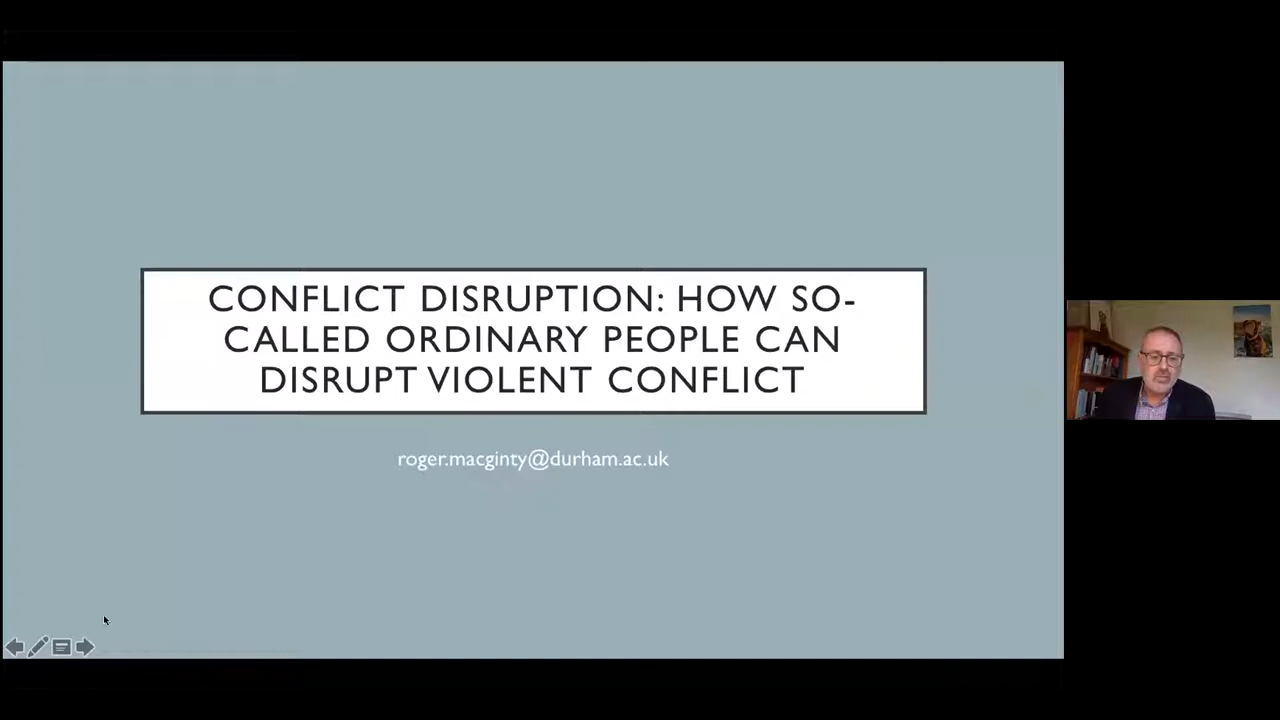 CONFLICT DISRUPTION: HOW SO-
CALLED ORDINARY PEOPLE CAN
DISRUPT VIOLENT CONFLICT
roger.macginty@durham.ac.uk